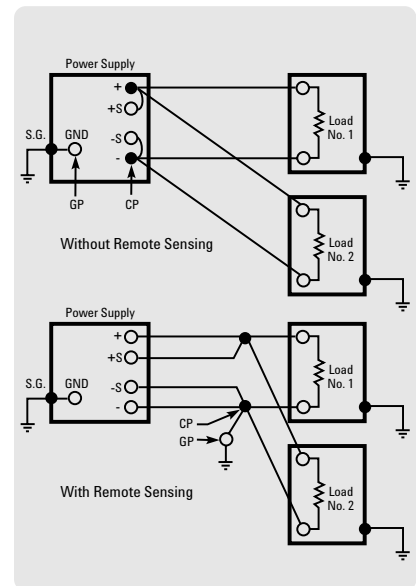 Power Supply
+
+S
Load
No. 1
S.G.
GND
-S
-
GP
CP
Load
No. 2
Without Remote Sensing
Power Supply
+
+S
Load
No. 1
S.G.
GND
-S
-
CP
GP
Load
No. 2
With Remote Sensing